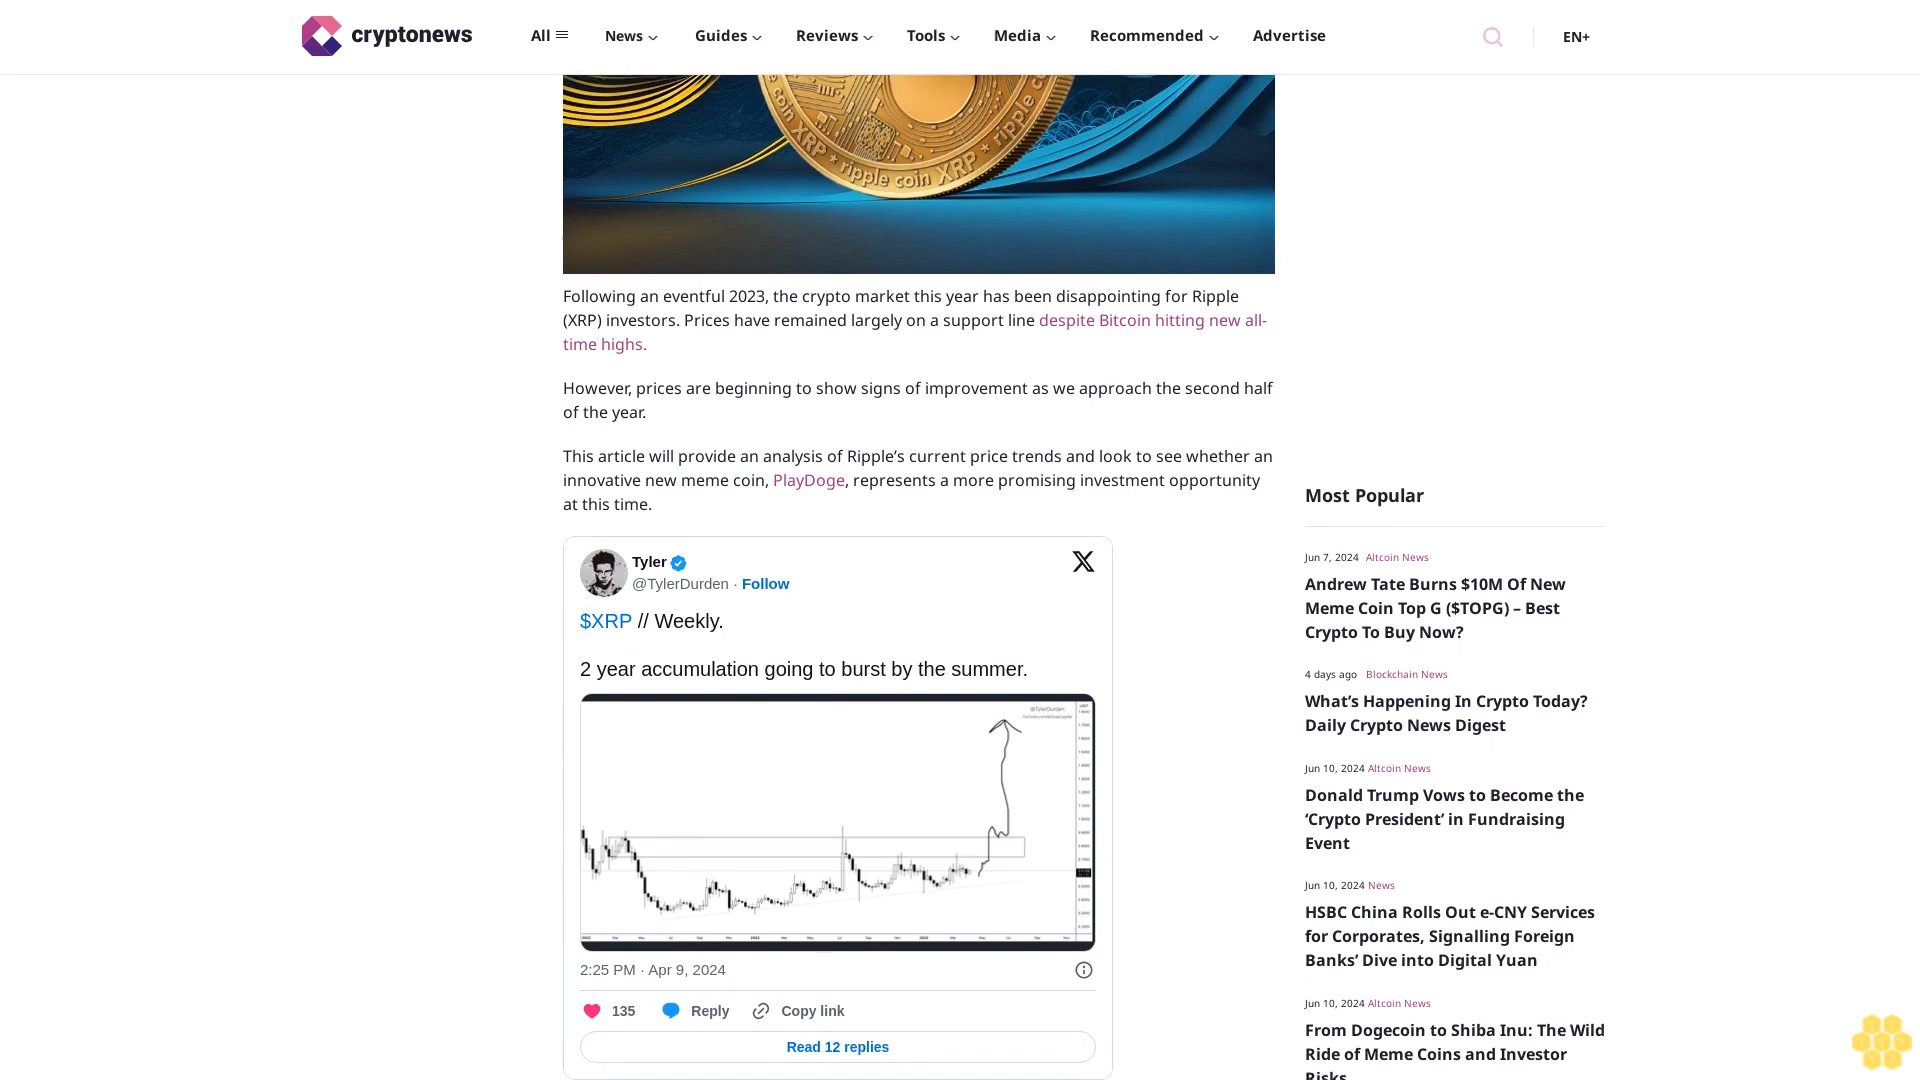 cryptonews
All
News
Guides
Reviews
Tools
Media
Recommended
Advertise
EN+
coin XRP * ripple coin XRP * ripple co
Following an eventful 2023, the crypto market this year has been disappointing for Ripple
(XRP) investors. Prices have remained largely on a support line despite Bitcoin hitting new all-
time highs.
However, prices are beginning to show signs of improvement as we approach the second half
of the year.
This article will provide an analysis of Ripple’s current price trends and look to see whether an
innovative new meme coin, PlayDoge, represents a more promising investment opportunity
at this time.
Tyler
@TylerDurden · Follow
$XRP // Weekly.
2 year accumulation going to burst by the summer.
@TylerDurden
2:25 PM · Apr 9, 2024
135
Reply
Copy link
Read 12 replies
Most Popular
Jun 7, 2024 Altcoin News
Andrew Tate Burns $10M Of New
Meme Coin Top G ($TOPG) – Best
Crypto To Buy Now?
4 days ago Blockchain News
What’s Happening In Crypto Today?
Daily Crypto News Digest
Jun 10, 2024 Altcoin News
Donald Trump Vows to Become the
‘Crypto President’ in Fundraising
Event
Jun 10, 2024 News
HSBC China Rolls Out e-CNY Services
for Corporates, Signalling Foreign
Banks’ Dive into Digital Yuan
Jun 10, 2024 Altcoin News
From Dogecoin to Shiba Inu: The Wild
Ride of Meme Coins and Investor
Risks